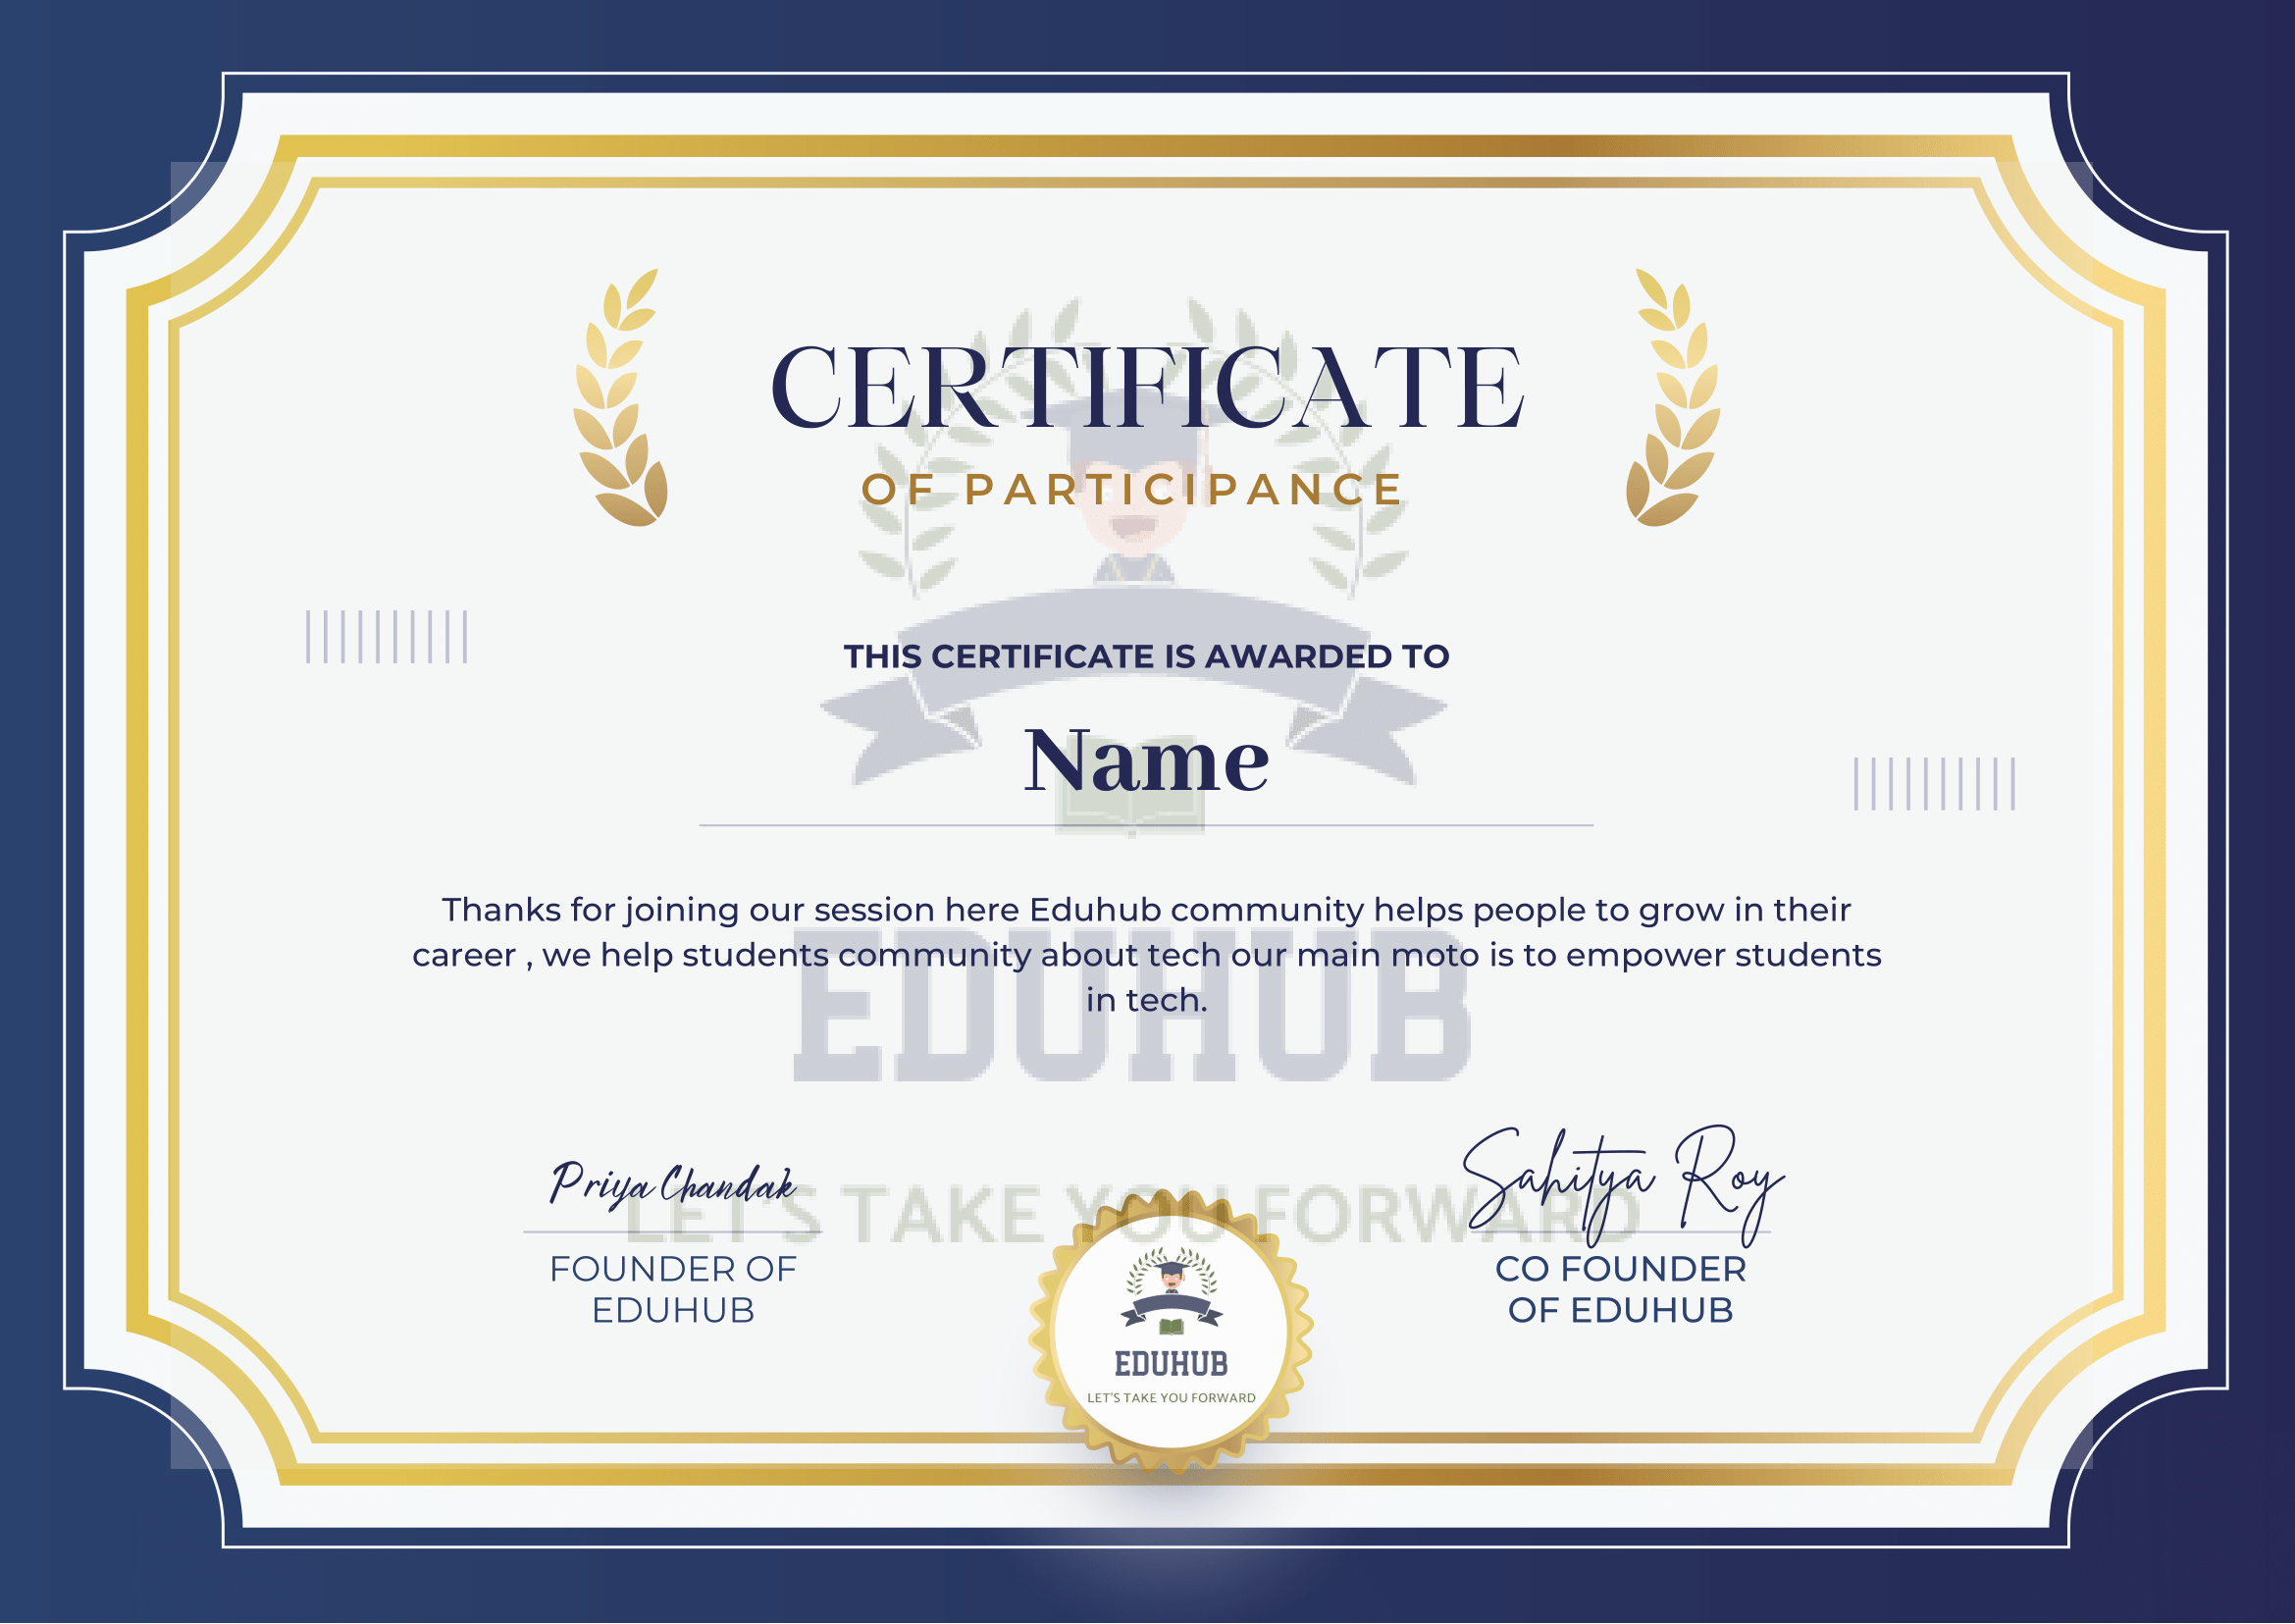 CERTIFICATE
OF PARTICIPANCE
THIS CERTIFICATE IS AWARDED TO
Name
Thanks for joining our session here Eduhub community helps people to grow in their
career , we help students community about tech our main moto is to empower students
in tech.
EDUHUB
LET'S TAKE YOU FORWARD
Priya Chandak
FOUNDER OF
EDUHUB
Sahitya Roy
CO FOUNDER
OF EDUHUB
EDUHUB
LET'S TAKE YOU FORWARD